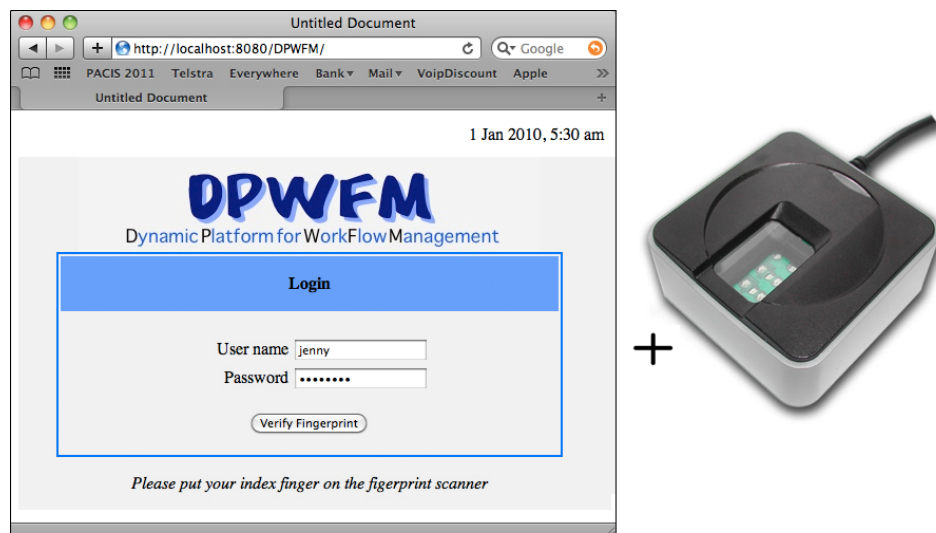 Untitled Document
http://localhost:8080/DPWFM/
Google
PACIS 2011 Telstra Everywhere Bank Mail VoipDiscount Apple
Untitled Document
1 Jan 2010, 5:30 am
DPWFM
Dynamic Platform for WorkFlow Management
Login
User name jenny
Password ••••••••
Verify Fingerprint
Please put your index finger on the figerprint scanner